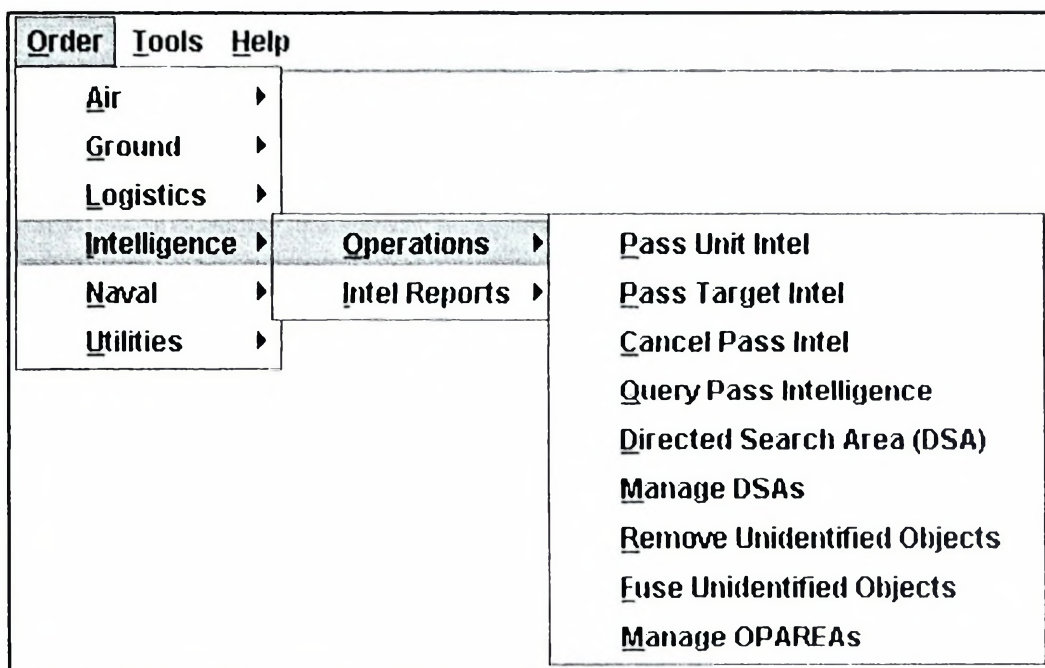 Order Tools Help
Air
Ground
Logistics
Intelligence
Naval
Utilities
Operations
Intel Reports
Pass Unit Intel
Pass Target Intel
Cancel Pass Intel
Query Pass Intelligence
Directed Search Area (DSA)
Manage DSAs
Remove Unidentified Objects
Fuse Unidentified Objects
Manage OPAREAs